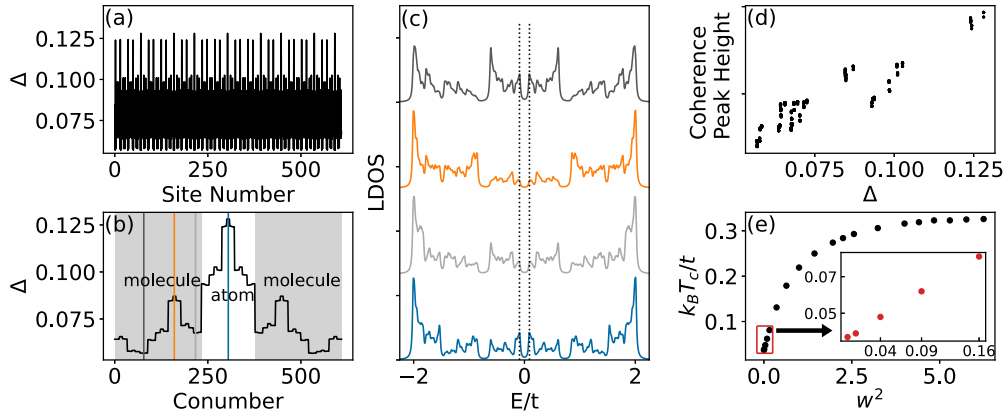 (a)
Δ
0.125
0.100
0.075
0
250
500
Site Number
(b)
Δ
0.125
0.100
0.075
molecule
atom
molecule
0
250
500
Conumber
(c)
LDOS
−2
0
2
E/t
(d)
Coherence
Peak Height
0.075
0.100
0.125
Δ
(e)
k_BT_c/t
0.3
0.2
0.1
0.07
0.05
0.04
0.09
0.16
0.0
2.5
5.0
w²